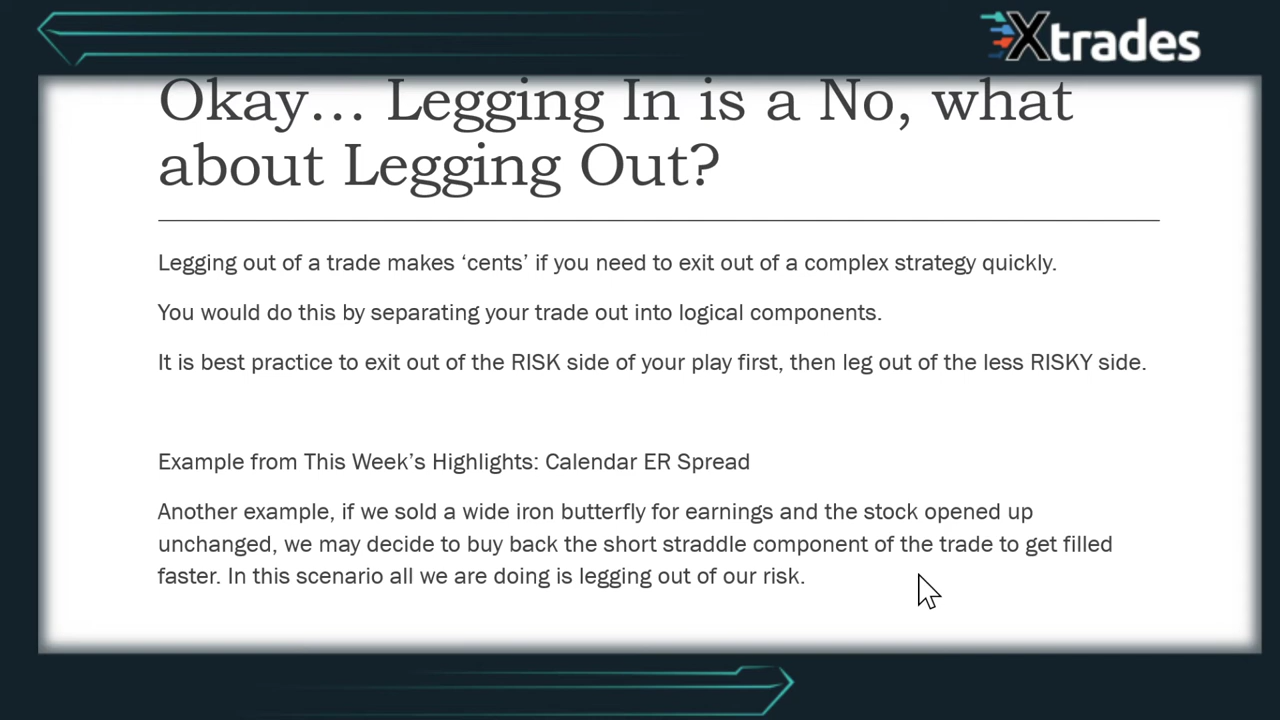 Xtrades
Okay… Legging In is a No, what
about Legging Out?
Legging out of a trade makes ‘cents’ if you need to exit out of a complex strategy quickly.
You would do this by separating your trade out into logical components.
It is best practice to exit out of the RISK side of your play first, then leg out of the less RISKY side.
Example from This Week’s Highlights: Calendar ER Spread
Another example, if we sold a wide iron butterfly for earnings and the stock opened up
unchanged, we may decide to buy back the short straddle component of the trade to get filled
faster. In this scenario all we are doing is legging out of our risk.